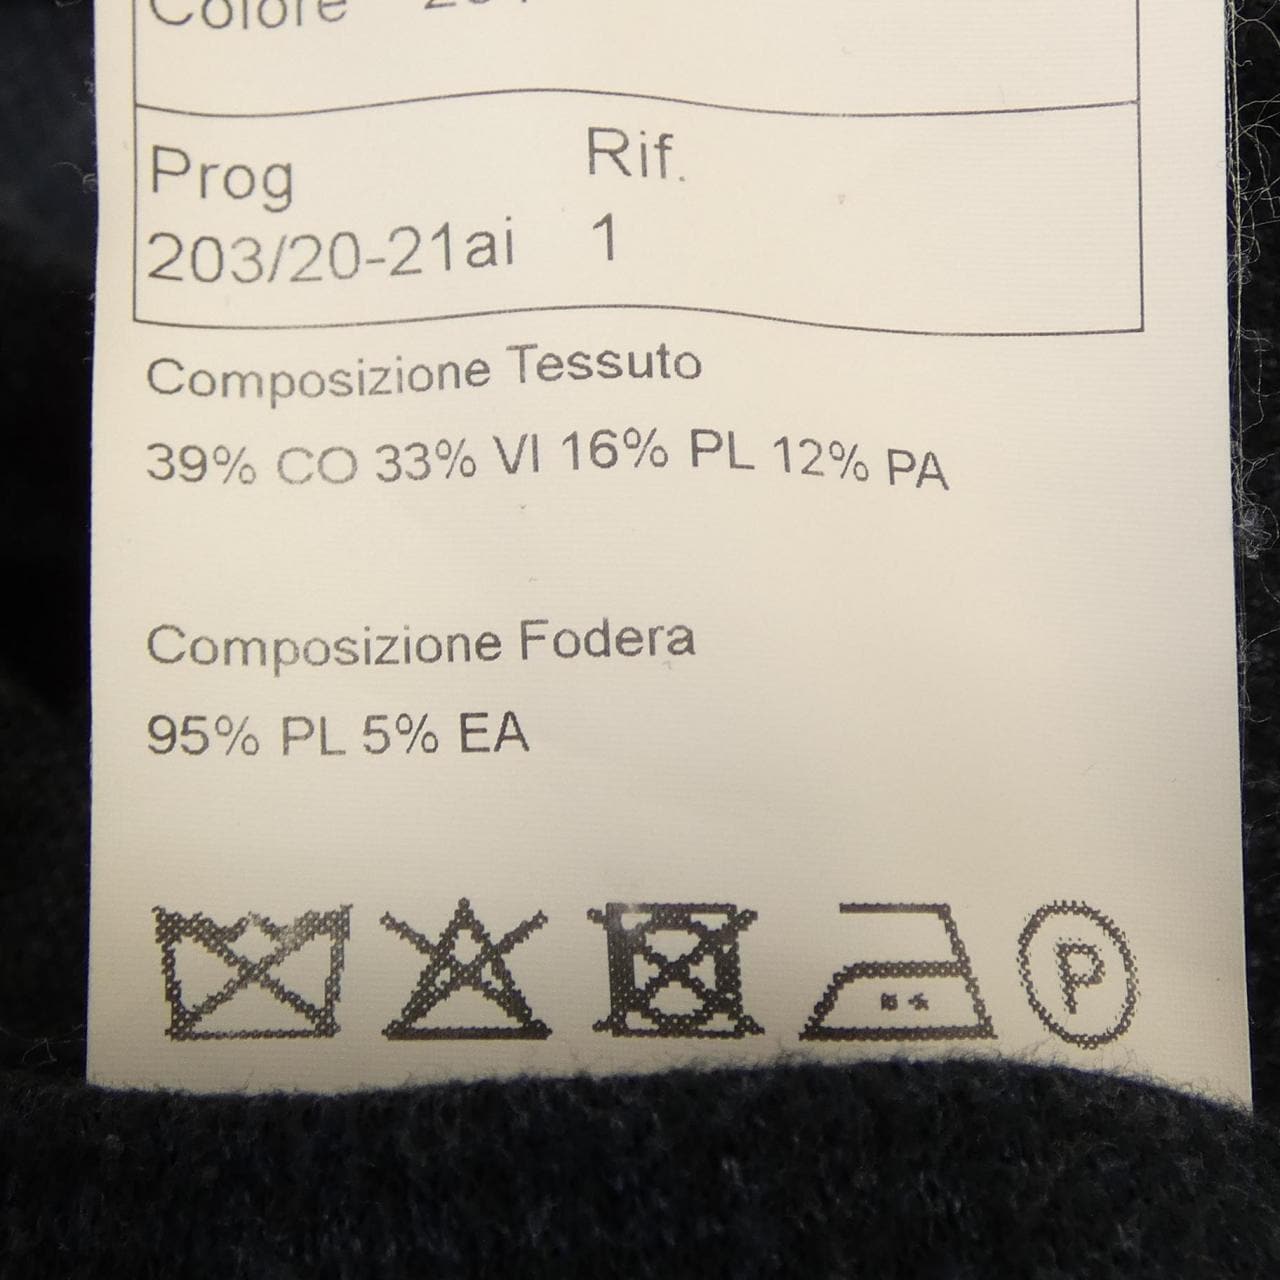 Colore
Prog Rif.
203/20-21ai 1
Composizione Tessuto
39% CO 33% VI 16% PL 12% PA
Composizione Fodera
95% PL 5% EA
P